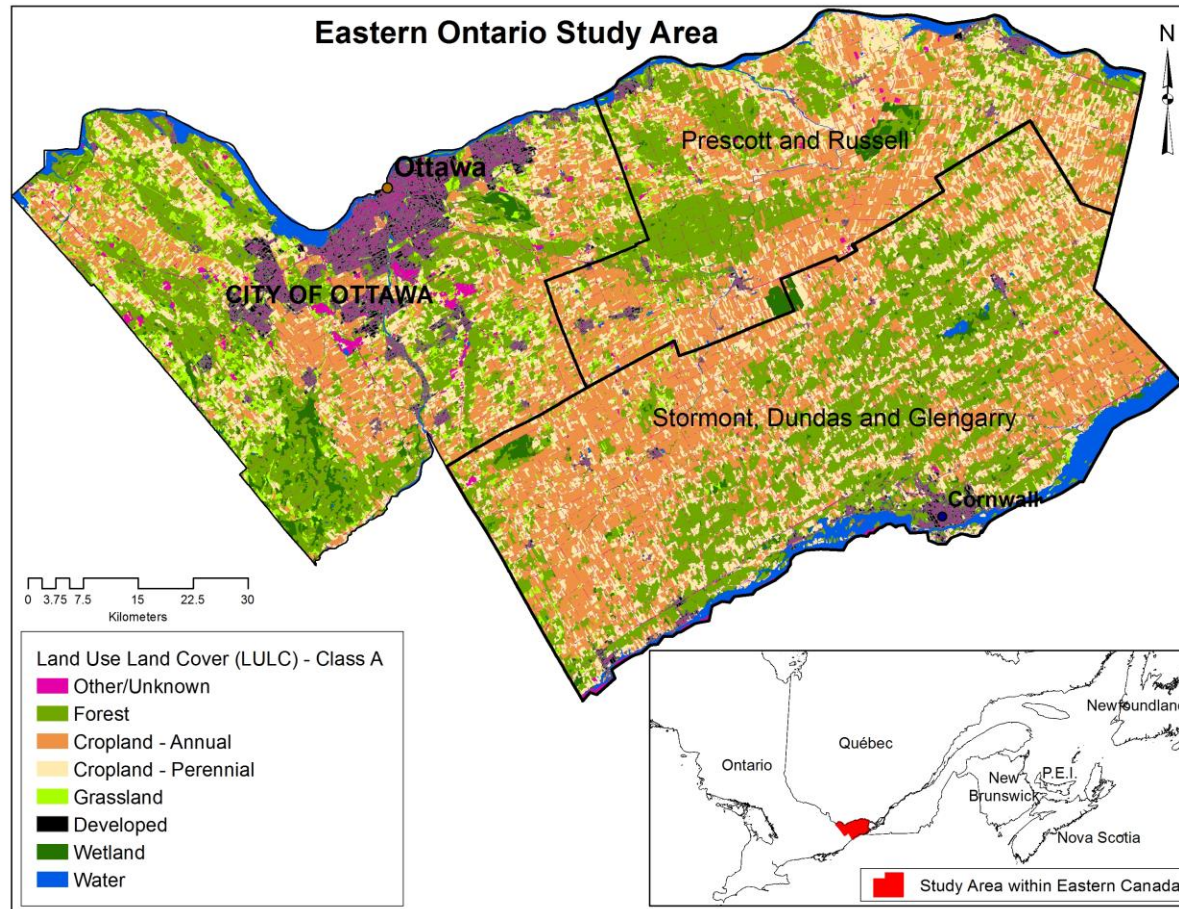 Eastern Ontario Study Area
N
Prescott and Russell
Ottawa
CITY OF OTTAWA
Stormont, Dundas and Glengarry
Cornwall
0 3.75 7.5 15 22.5 30
Kilometers
Land Use Land Cover (LULC) - Class A
Other/Unknown
Forest
Cropland - Annual
Cropland - Perennial
Grassland
Developed
Wetland
Water
Newfoundland
Québec
Ontario
New
Brunswick
P.E.I.
Nova Scotia
Study Area within Eastern Canada